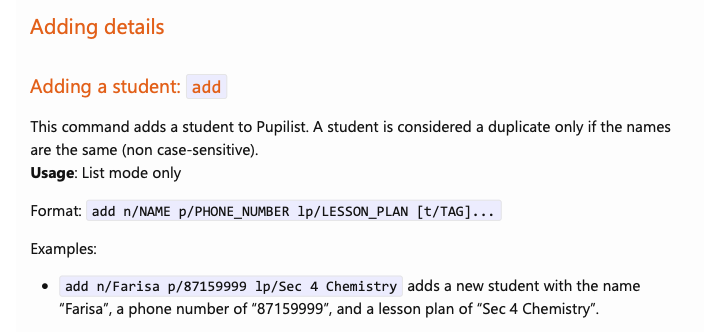 Adding details
Adding a student: add
This command adds a student to Pupilist. A student is considered a duplicate only if the names
are the same (non case-sensitive).
Usage: List mode only
Format: add n/NAME p/PHONE_NUMBER lp/LESSON_PLAN [t/TAG]...
Examples:
• add n/Farisa p/87159999 lp/Sec 4 Chemistry adds a new student with the name
“Farisa”, a phone number of “87159999”, and a lesson plan of “Sec 4 Chemistry”.